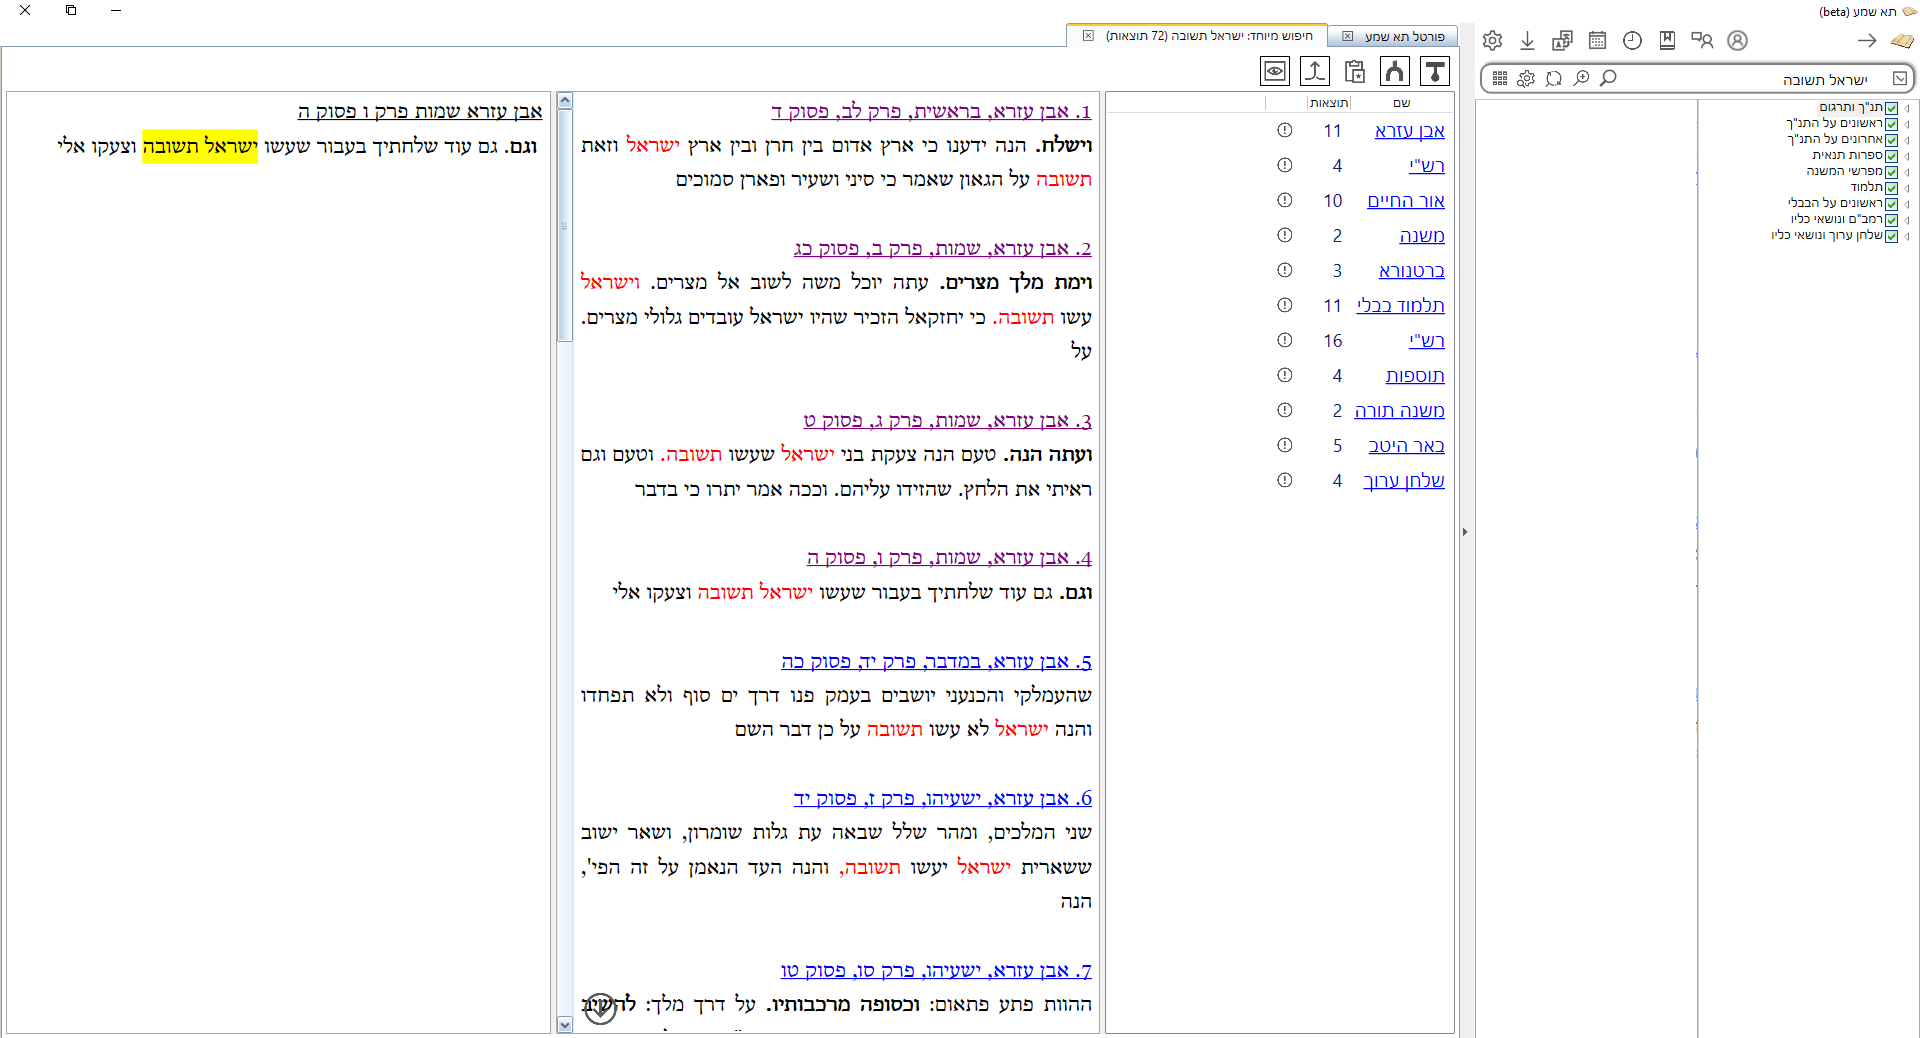 תא שמע (beta)
פורטל תא שמע
חיפוש מיוחד: ישראל תשובה (72 תוצאות)
ישראל תשובה
תנ"ך ותרגום
ראשונים על התנ"ך
אחרונים על התנ"ך
ספרות תנאית
מפרשי המשנה
תלמוד
ראשונים על הבבלי
רמב"ם ונושאי כליו
שלחן ערוך ונושאי כליו
שם תוצאות
אבן עזרא 11
רש"י 4
אור החיים 10
משנה 2
ברטנורא 3
תלמוד בבלי 11
רש"י 16
תוספות 4
משנה תורה 2
באר היטב 5
שלחן ערוך 4
1. אבן עזרא, בראשית, פרק לב, פסוק ד
וישלח. הנה ידענו כי ארץ אדום בין חרן ובין ארץ ישראל וזאת
תשובה על הגאון שאמר כי סיני ושעיר ופארן סמוכים
2. אבן עזרא, שמות, פרק ב, פסוק כג
וימת מלך מצרים. עתה יוכל משה לשוב אל מצרים. וישראל
עשו תשובה. כי יחזקאל הזכיר שהיו ישראל עובדים גלולי מצרים.
על
3. אבן עזרא, שמות, פרק ג, פסוק ט
ועתה הנה. טעם הנה צעקת בני ישראל שעשו תשובה. וטעם וגם
ראיתי את הלחץ. שהזידו עליהם. וככה אמר יתרו כי בדבר
4. אבן עזרא, שמות, פרק ו, פסוק ה
וגם. גם עוד שלחתיך בעבור שעשו ישראל תשובה וצעקו אלי
5. אבן עזרא, במדבר, פרק יד, פסוק כה
שהעמלקי והכנעני יושבים בעמק פנו דרך ים סוף ולא תפחדו
והנה ישראל לא עשו תשובה על כן דבר השם
6. אבן עזרא, ישעיהו, פרק ז, פסוק יד
שני המלכים, ומהר שלל שבאה עת גלות שומרון, ושאר ישוב
ששארית ישראל יעשו תשובה, והנה העד הנאמן על זה הפי',
הנה
7. אבן עזרא, ישעיהו, פרק סו, פסוק טו
ההוות פתע פתאום: וכסופה מרכבותיו. על דרך מלך: להשיב
אבן עזרא שמות פרק ו פסוק ה
וגם. גם עוד שלחתיך בעבור שעשו ישראל תשובה וצעקו אלי